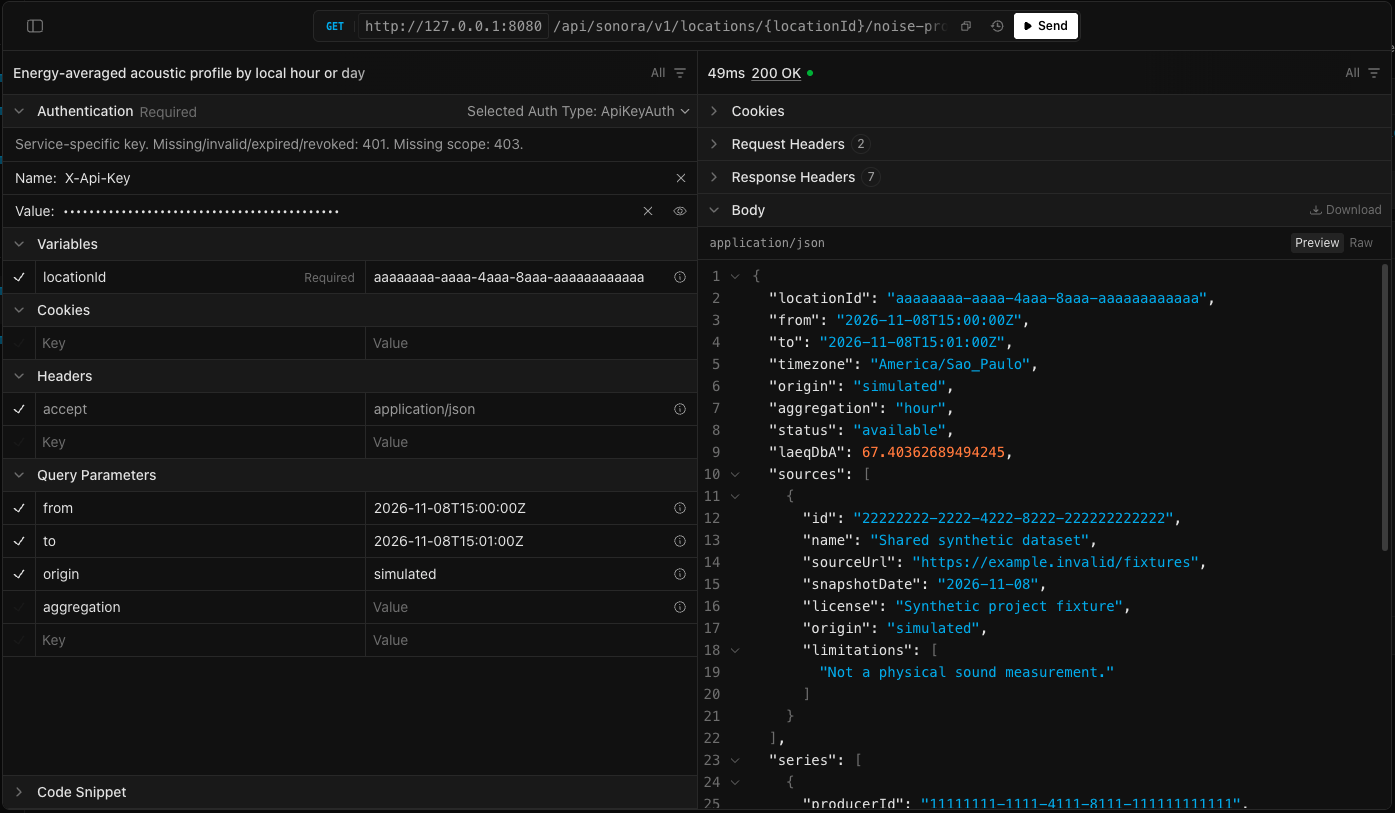 GET http://127.0.0.1:8080 /api/sonora/v1/locations/{locationId}/noise-pro Send
Energy-averaged acoustic profile by local hour or day All
Authentication Required Selected Auth Type: ApiKeyAuth
Service-specific key. Missing/invalid/expired/revoked: 401. Missing scope: 403.
Name: X-Api-Key
Value: •••••••••••••••••••••••••••••••••••••••••••
Variables
locationId Required aaaaaaaa-aaaa-4aaa-8aaa-aaaaaaaaaaaa
Cookies
Key Value
Headers
accept application/json
Key Value
Query Parameters
from 2026-11-08T15:00:00Z
to 2026-11-08T15:01:00Z
origin simulated
aggregation Value
Key Value
Code Snippet
49ms 200 OK All
Cookies
Request Headers 2
Response Headers 7
Body Download
application/json Preview Raw
1 {
2 "locationId": "aaaaaaaa-aaaa-4aaa-8aaa-aaaaaaaaaaaa",
3 "from": "2026-11-08T15:00:00Z",
4 "to": "2026-11-08T15:01:00Z",
5 "timezone": "America/Sao_Paulo",
6 "origin": "simulated",
7 "aggregation": "hour",
8 "status": "available",
9 "laeqDbA": 67.40362689494245,
10 "sources": [
11 {
12 "id": "22222222-2222-4222-8222-222222222222",
13 "name": "Shared synthetic dataset",
14 "sourceUrl": "https://example.invalid/fixtures",
15 "snapshotDate": "2026-11-08",
16 "license": "Synthetic project fixture",
17 "origin": "simulated",
18 "limitations": [
19 "Not a physical sound measurement."
20 ]
21 }
22 ],
23 "series": [
24 {
25 "producerId": "11111111-1111-4111-8111-111111111111",